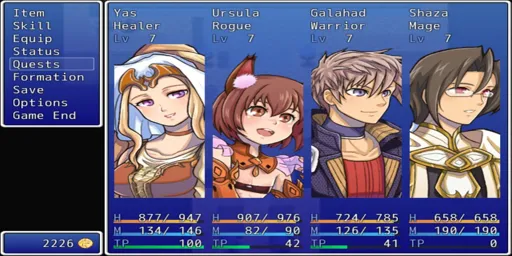 Item
Skill
Equip
Status
Quests
Formation
Save
Options
Game End
2226
Yas
Healer
Lv 7
H 877/ 947
M 134/ 146
TP 100
Ursula
Rogue
Lv 7
H 907/ 976
M 82/ 90
TP 42
Galahad
Warrior
Lv 7
H 724/ 785
M 126/ 135
TP 41
Shaza
Mage
Lv 7
H 658/ 658
M 190/ 190
TP 0